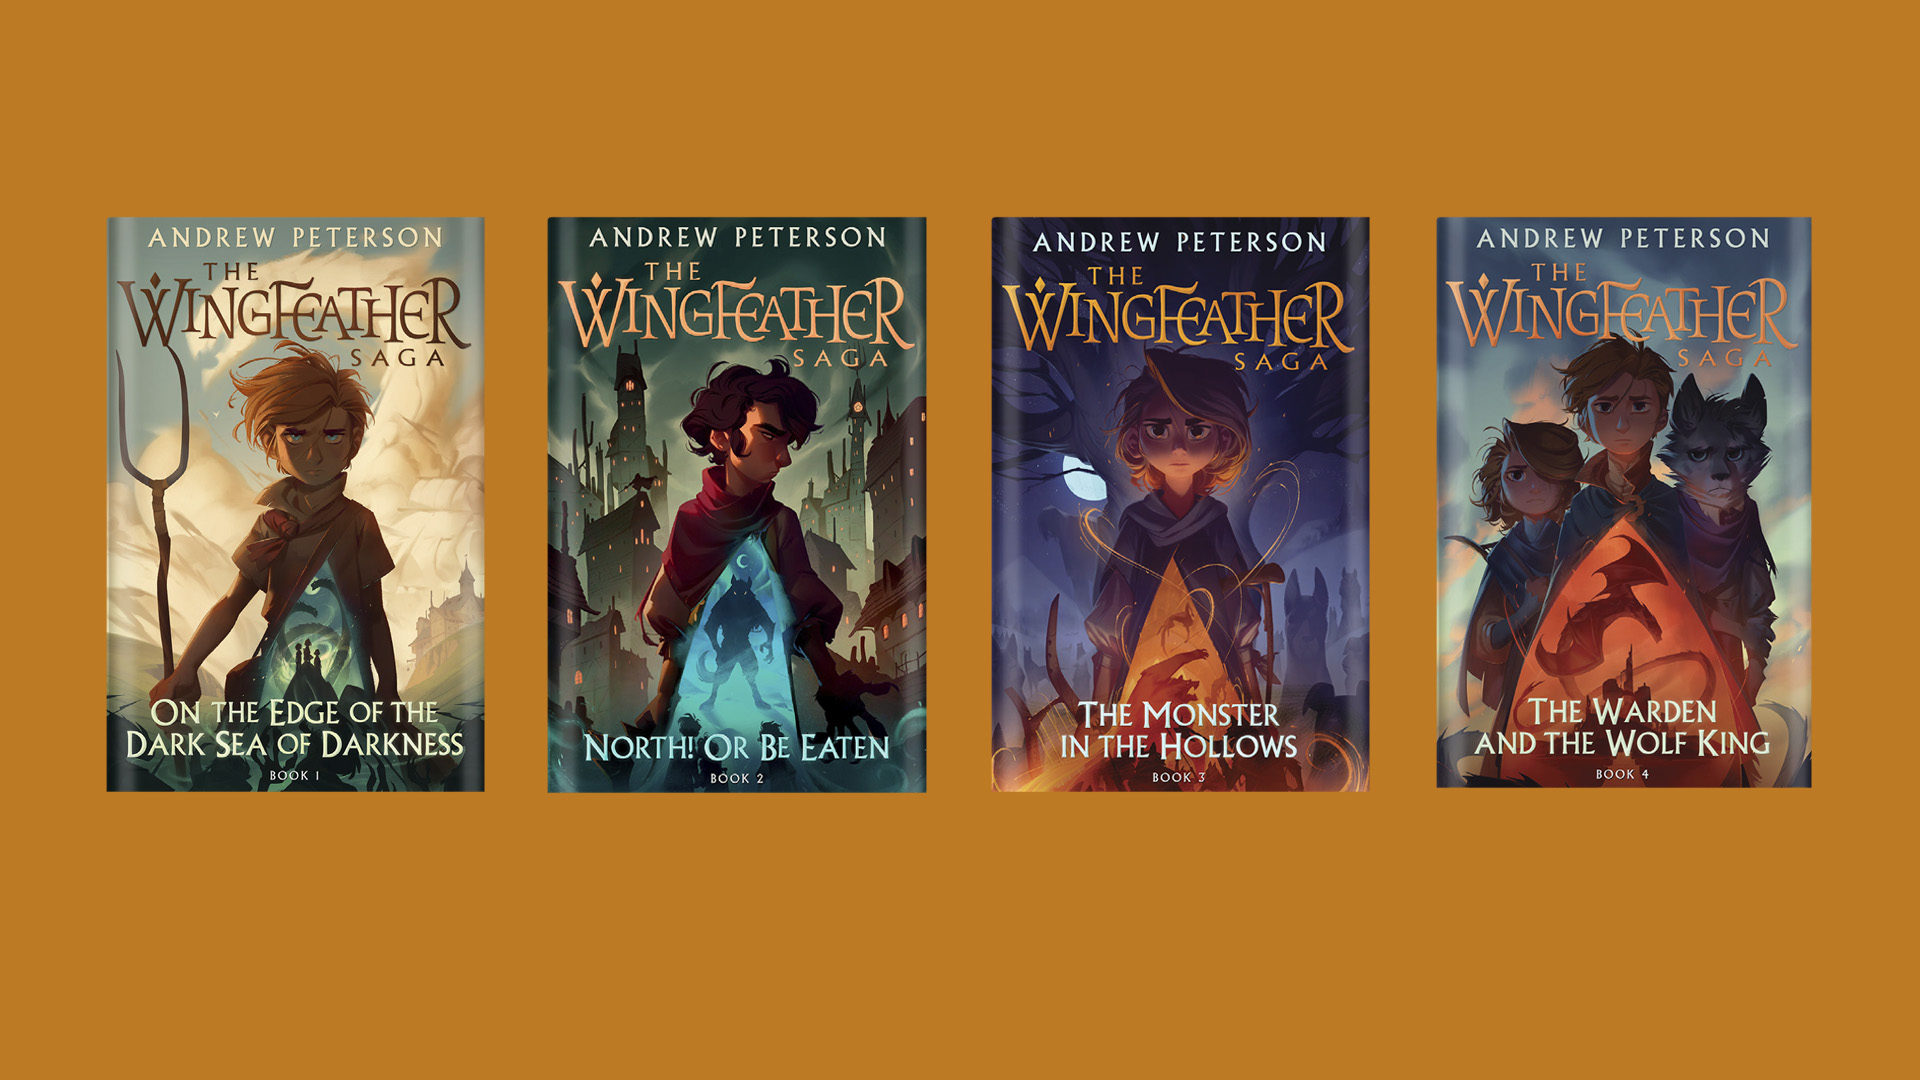 ANDREW PETERSON
THE
WINGFEATHER
SAGA
ON THE EDGE OF THE
DARK SEA OF DARKNESS
BOOK 1
ANDREW PETERSON
THE
WINGFEATHER
SAGA
NORTH! OR BE EATEN
BOOK 2
ANDREW PETERSON
THE
WINGFEATHER
SAGA
THE MONSTER
IN THE HOLLOWS
BOOK 3
ANDREW PETERSON
THE
WINGFEATHER
SAGA
THE WARDEN
AND THE WOLF KING
BOOK 4